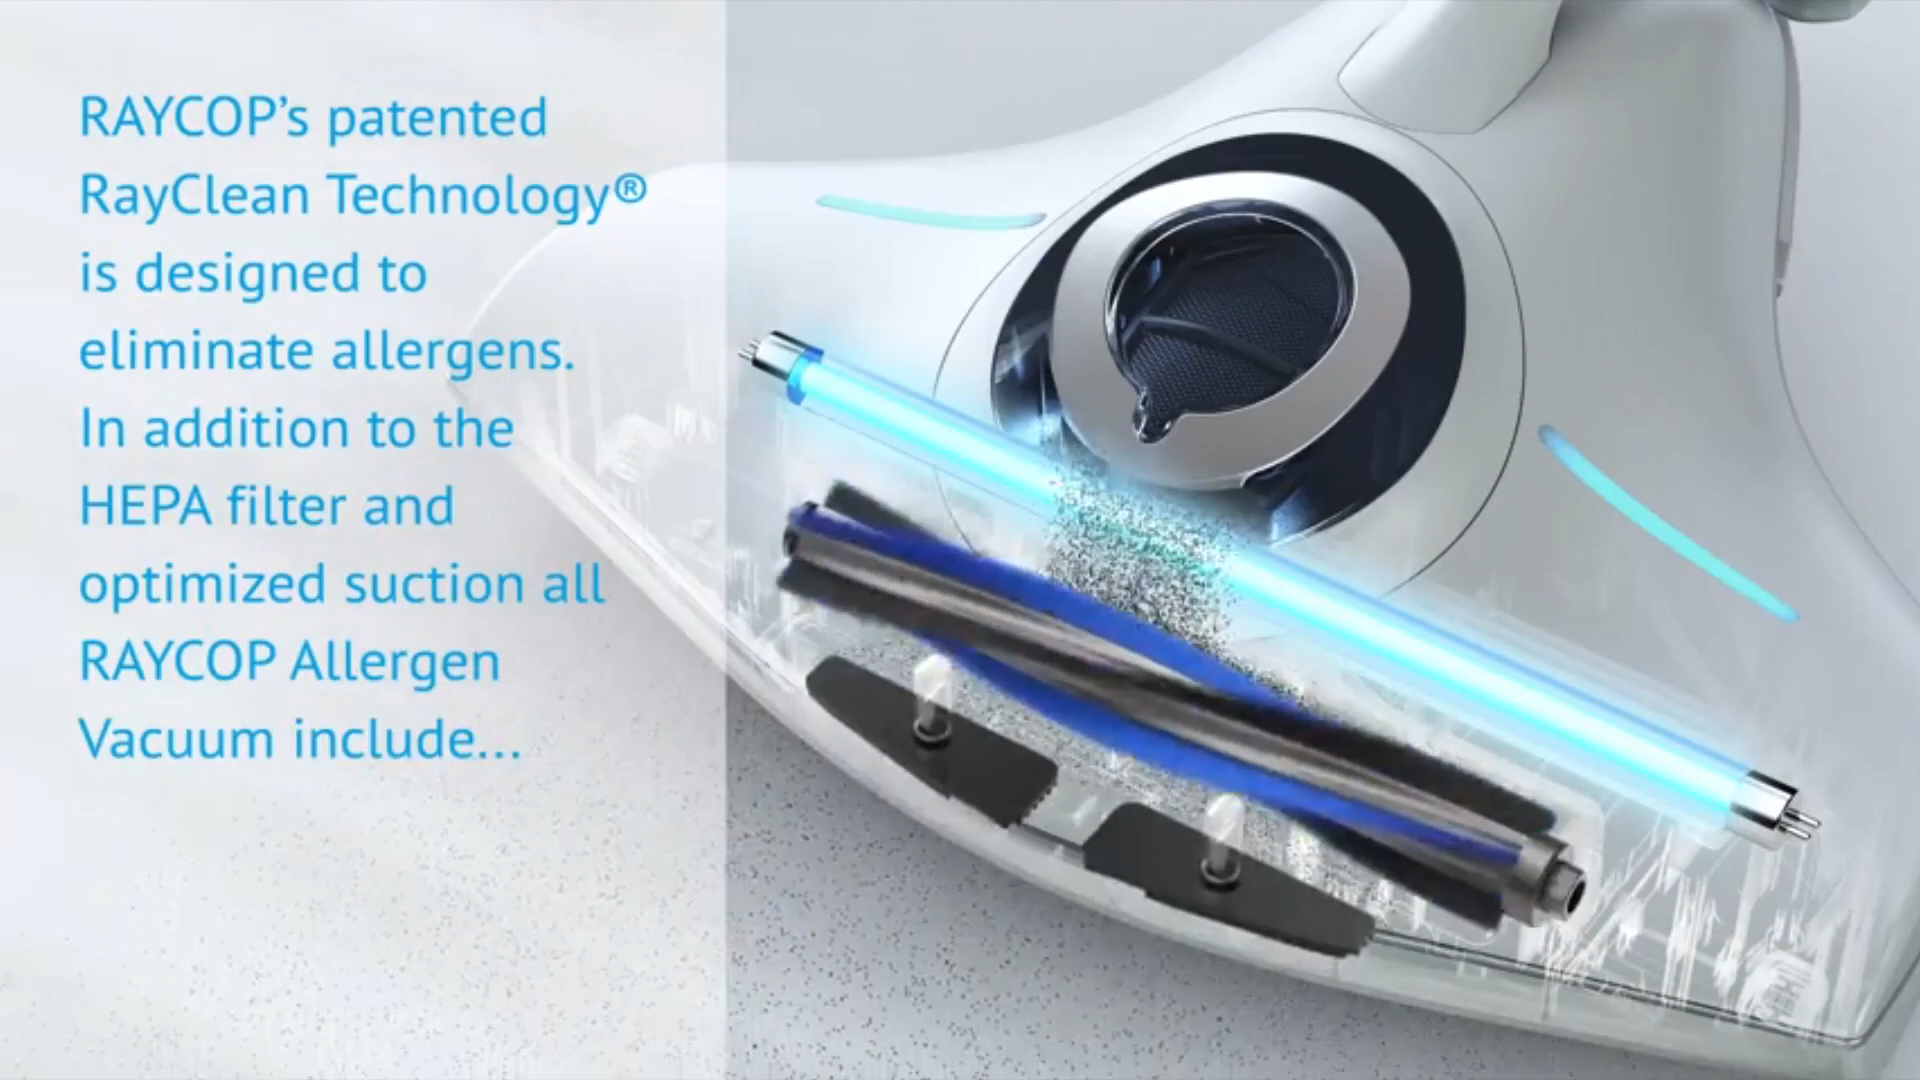 RAYCOP’s patented
RayClean Technology®
is designed to
eliminate allergens.
In addition to the
HEPA filter and
optimized suction all
RAYCOP Allergen
Vacuum include...